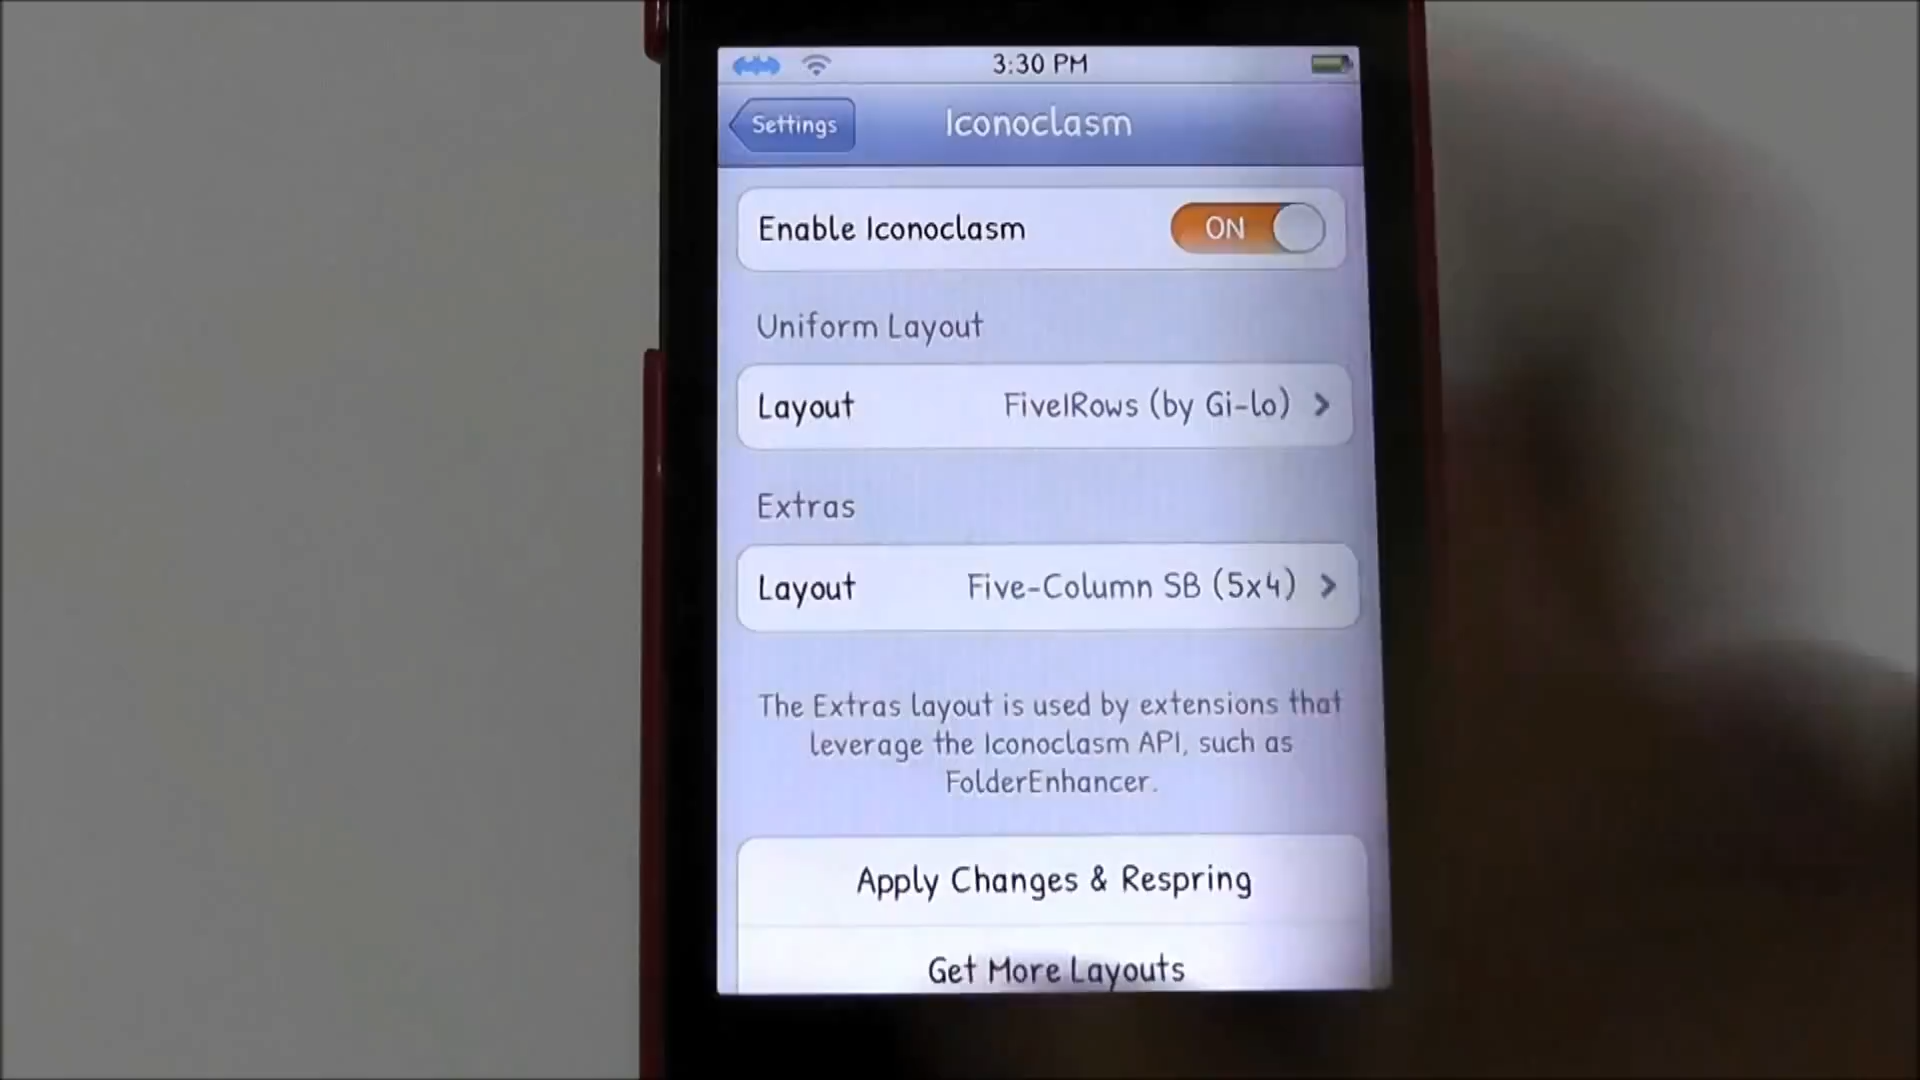 3:30 PM
Settings
Iconoclasm
Enable Iconoclasm ON
Uniform Layout
Layout FiveIRows (by Gi-lo)
Extras
Layout Five-Column SB (5x4)
The Extras layout is used by extensions that
leverage the Iconoclasm API, such as
FolderEnhancer.
Apply Changes & Respring
Get More Layouts